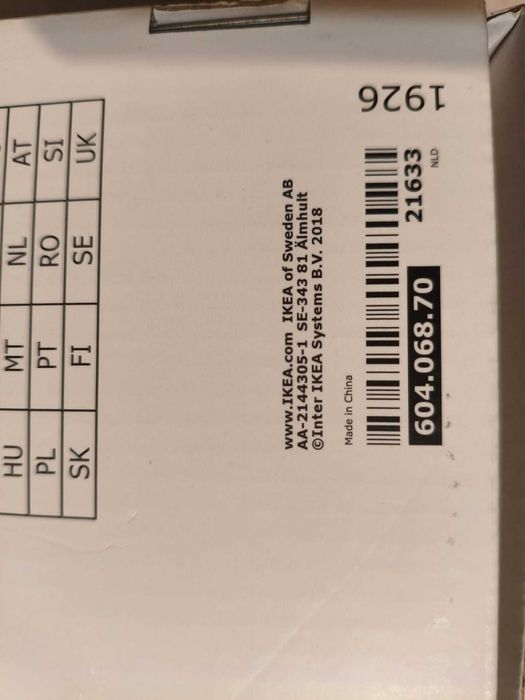 HU MT NL AT
PL PT RO SI
SK FI SE UK
www.IKEA.com IKEA of Sweden AB
AA-2144305-1 SE-343 81 Älmhult
©Inter IKEA Systems B.V. 2018
Made in China
604.068.70 21633
NLD
1926